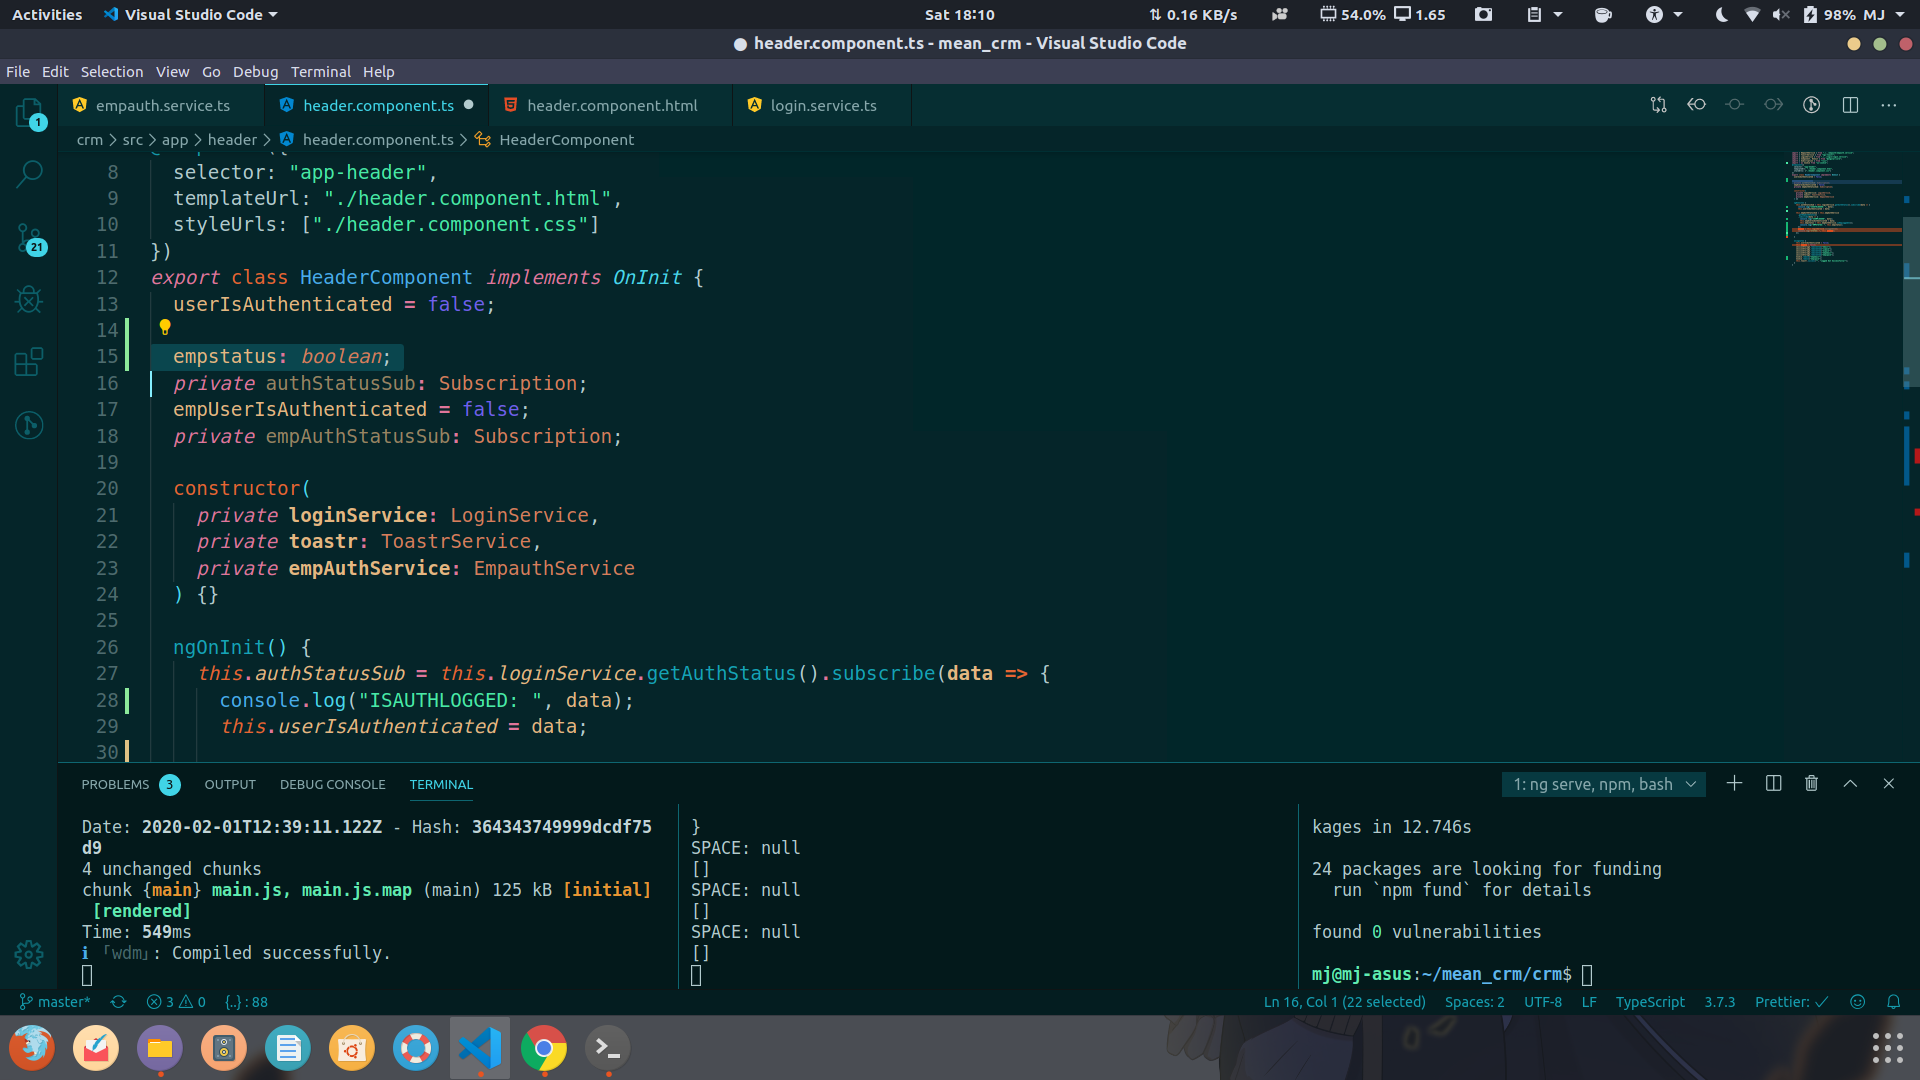 Activities Visual Studio Code Sat 18:10 0.16 KB/s 54.0% 1.65 98% MJ
header.component.ts - mean_crm - Visual Studio Code
File Edit Selection View Go Debug Terminal Help
1 empauth.service.ts header.component.ts header.component.html login.service.ts
crm > src > app > header > header.component.ts > HeaderComponent
8 selector: "app-header",
9 templateUrl: "./header.component.html",
10 styleUrls: ["./header.component.css"]
11 })
12 export class HeaderComponent implements OnInit {
13 userIsAuthenticated = false;
14
15 empstatus: boolean;
16 private authStatusSub: Subscription;
17 empUserIsAuthenticated = false;
18 private empAuthStatusSub: Subscription;
19
20 constructor(
21 private loginService: LoginService,
22 private toastr: ToastrService,
23 private empAuthService: EmpauthService
24 ) {}
25
26 ngOnInit() {
27 this.authStatusSub = this.loginService.getAuthStatus().subscribe(data => {
28 console.log("ISAUTHLOGGED: ", data);
29 this.userIsAuthenticated = data;
30
21
PROBLEMS 3 OUTPUT DEBUG CONSOLE TERMINAL 1: ng serve, npm, bash
Date: 2020-02-01T12:39:11.122Z - Hash: 364343749999dcdf75
d9
4 unchanged chunks
chunk {main} main.js, main.js.map (main) 125 kB [initial]
[rendered]
Time: 549ms
ℹ 「wdm」: Compiled successfully.
}
SPACE: null
[]
SPACE: null
[]
SPACE: null
[]
kages in 12.746s
24 packages are looking for funding
run `npm fund` for details
found 0 vulnerabilities
mj@mj-asus:~/mean_crm/crm$
master* 3 0 {..} : 88 Ln 16, Col 1 (22 selected) Spaces: 2 UTF-8 LF TypeScript 3.7.3 Prettier: ✓